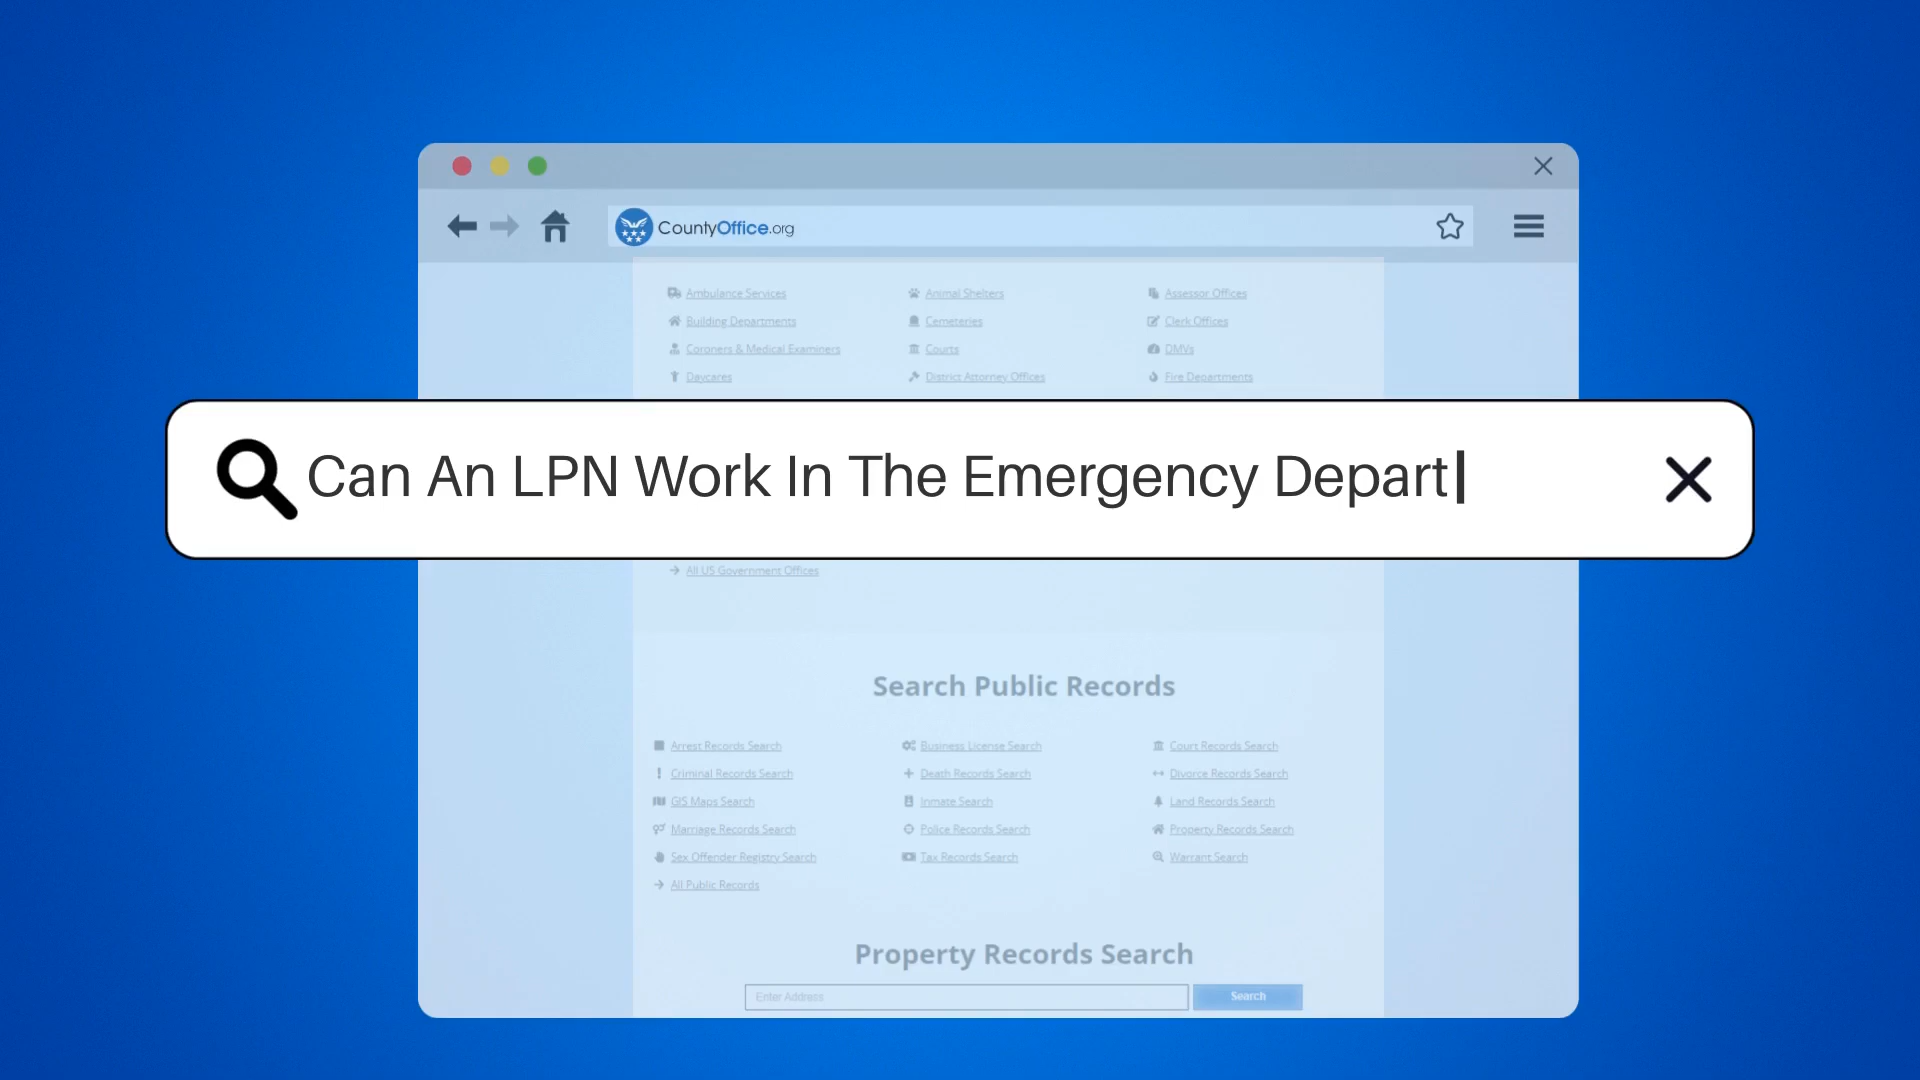 CountyOffice.org
Ambulance Services Animal Shelters Assessor Offices
Building Departments Cemeteries Clerk Offices
Coroners & Medical Examiners Courts DMVs
Daycares District Attorney Offices Fire Departments
Can An LPN Work In The Emergency Depart
All US Government Offices
Search Public Records
Arrest Records Search Business License Search Court Records Search
Criminal Records Search Death Records Search Divorce Records Search
GIS Maps Search Inmate Search Land Records Search
Marriage Records Search Police Records Search Property Records Search
Sex Offender Registry Search Tax Records Search Warrant Search
All Public Records
Property Records Search
Enter Address Search